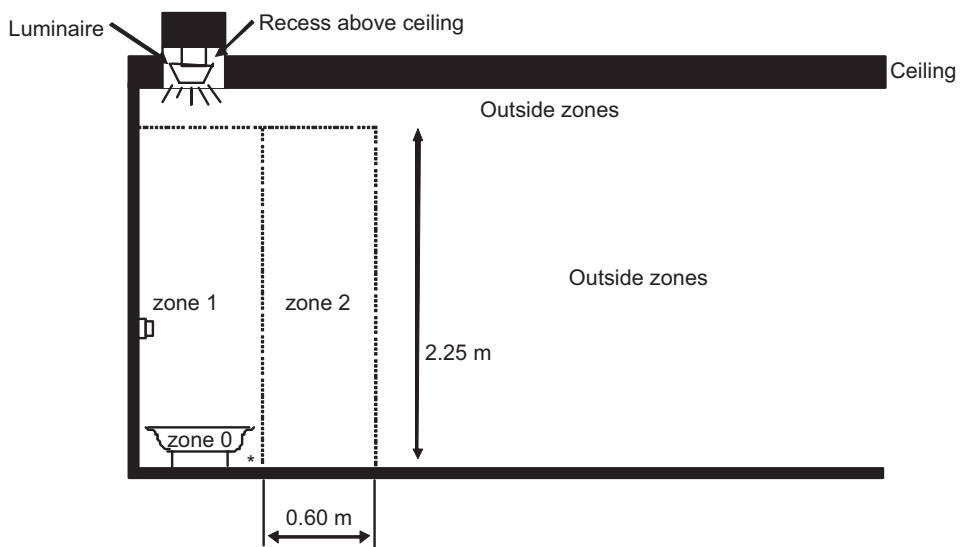 Luminaire
Recess above ceiling
Ceiling
Outside zones
Outside zones
zone 1
zone 2
2.25 m
zone 0
*
0.60 m